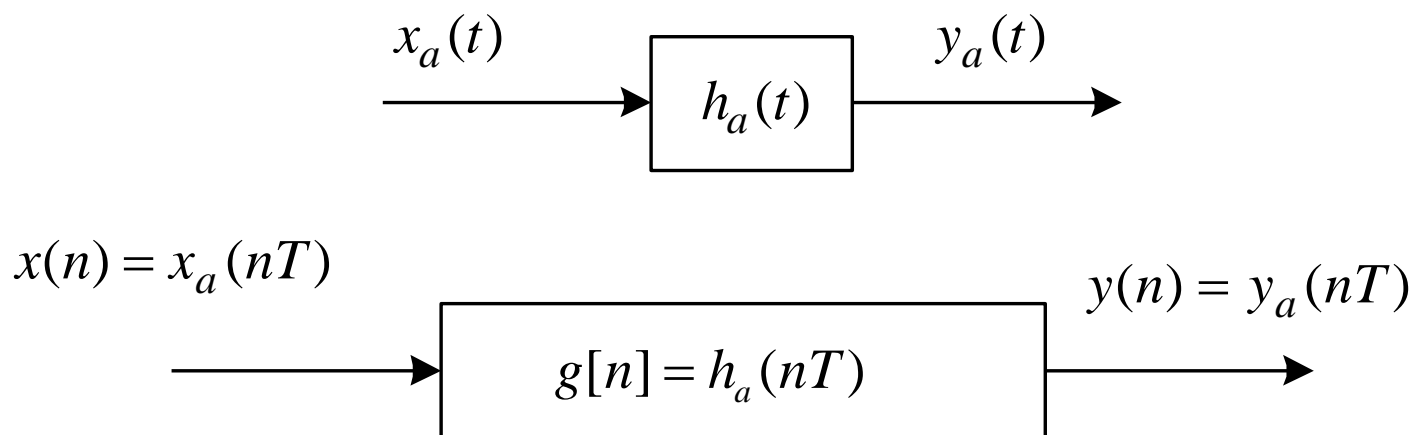 x_a(t)
y_a(t)
h_a(t)
x(n) = x_a(nT)
y(n) = y_a(nT)
g[n] = h_a(nT)